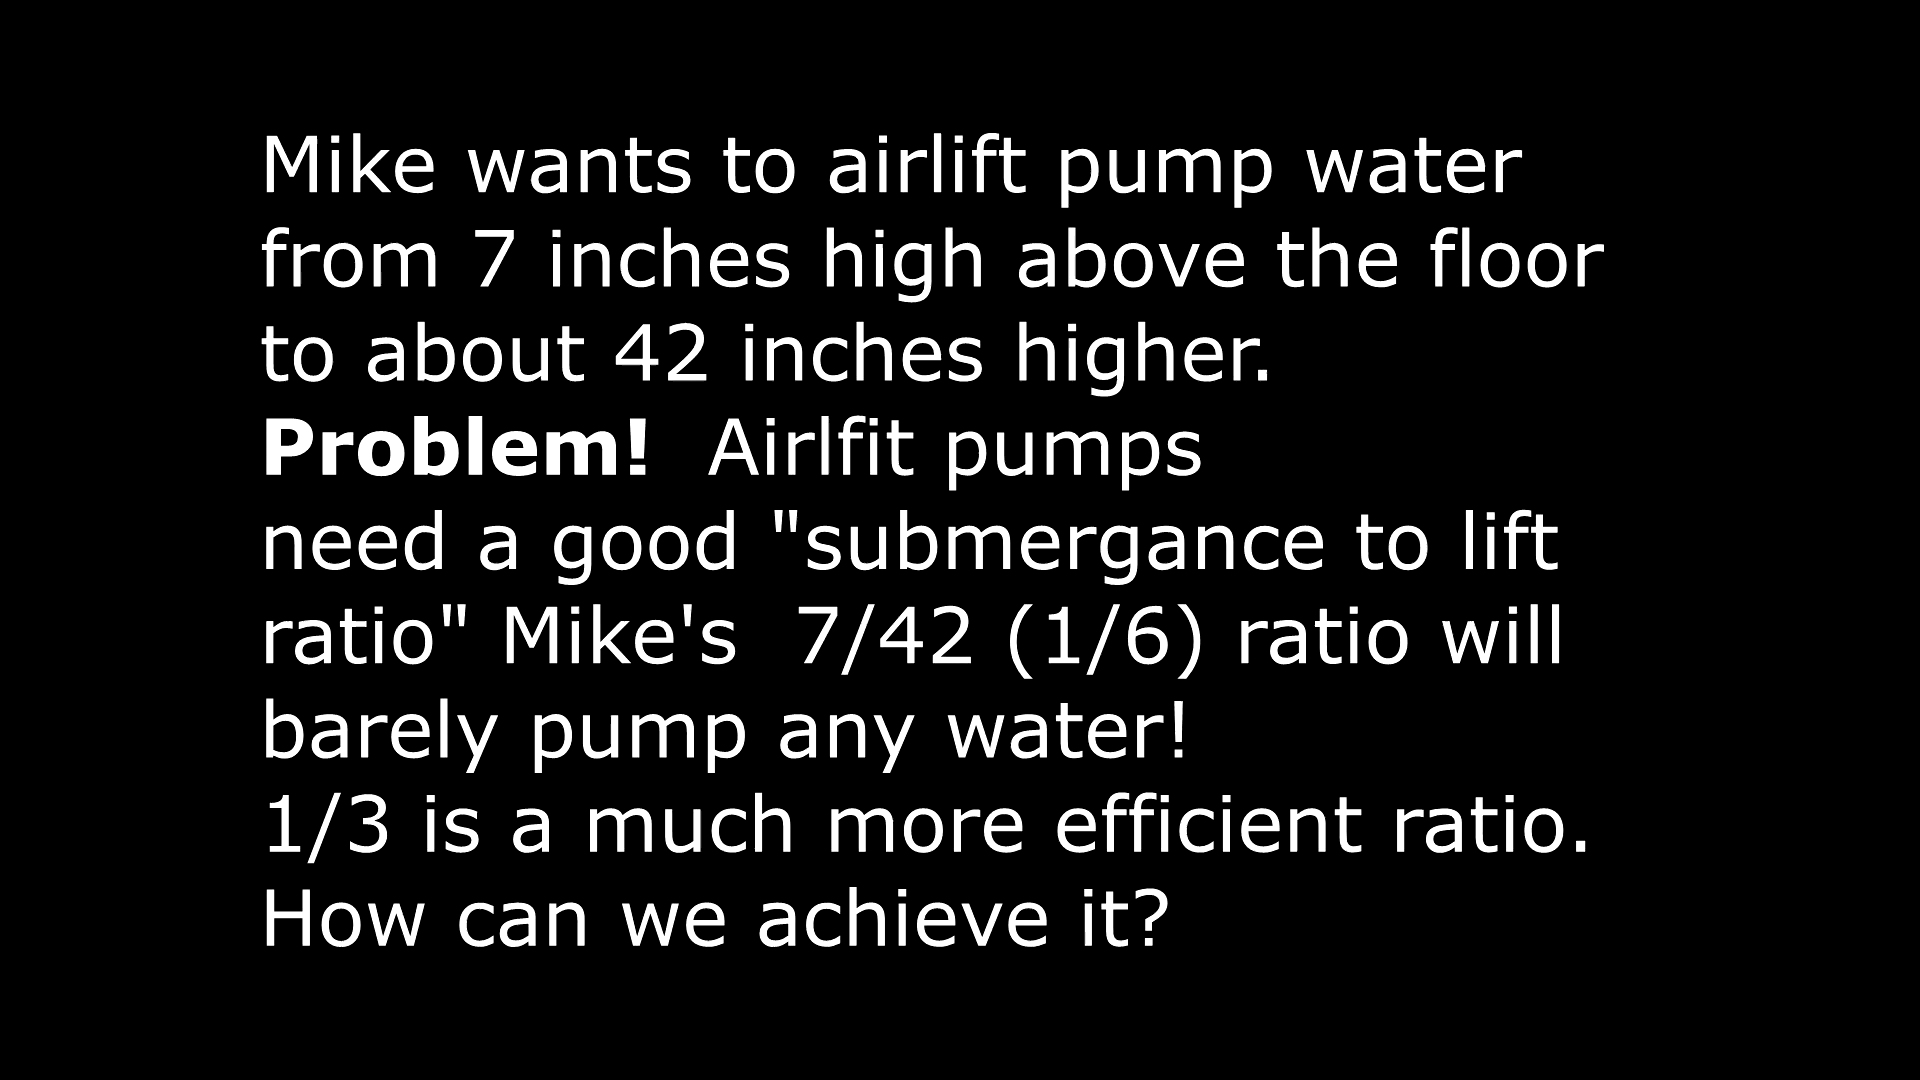 Mike wants to airlift pump water
from 7 inches high above the floor
to about 42 inches higher.
Problem!  Airlfit pumps
need a good "submergance to lift
ratio" Mike's  7/42 (1/6) ratio will
barely pump any water!
1/3 is a much more efficient ratio.
How can we achieve it?